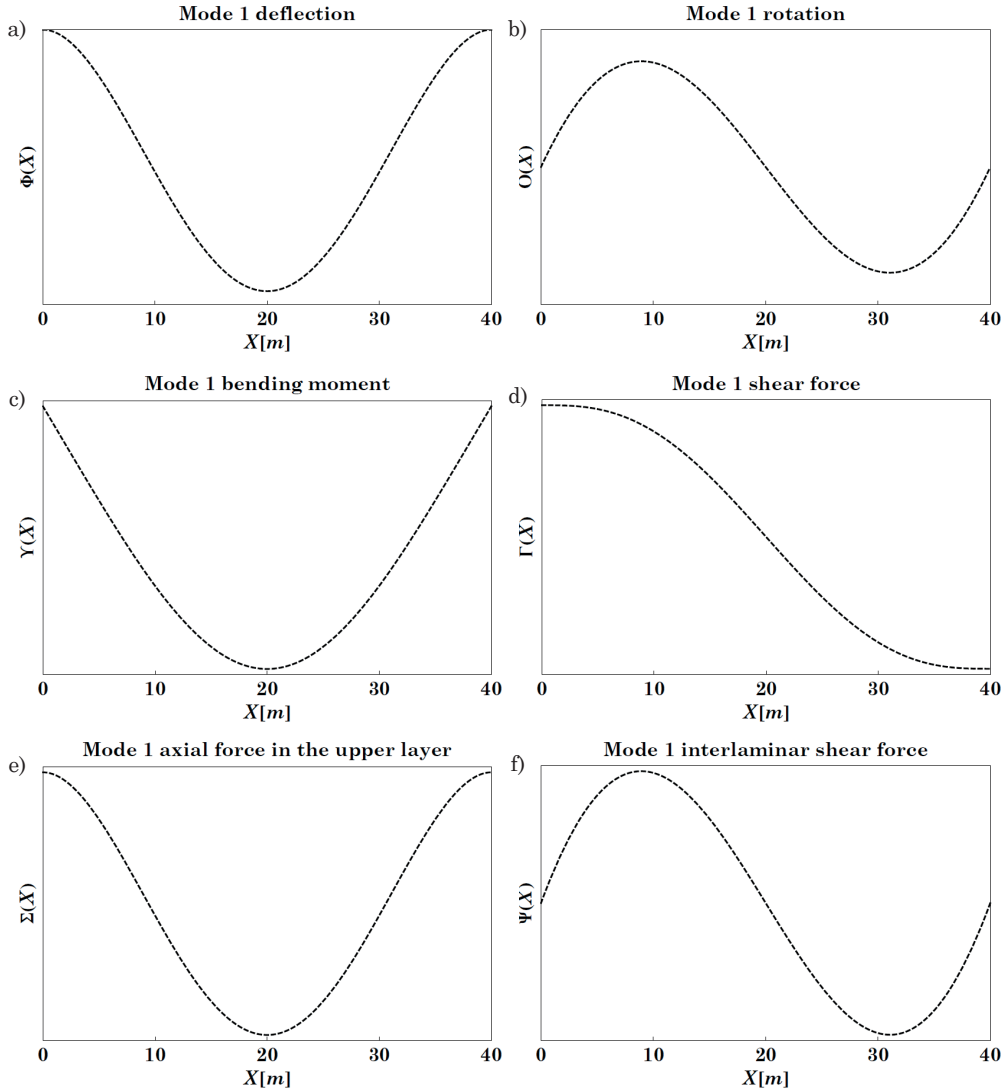 a)
Mode 1 deflection
Φ(X)
0 10 20 30 40
X[m]
b)
Mode 1 rotation
O(X)
0 10 20 30 40
X[m]
c)
Mode 1 bending moment
Υ(X)
0 10 20 30 40
X[m]
d)
Mode 1 shear force
Γ(X)
0 10 20 30 40
X[m]
e)
Mode 1 axial force in the upper layer
Σ(X)
0 10 20 30 40
X[m]
f)
Mode 1 interlaminar shear force
Ψ(X)
0 10 20 30 40
X[m]